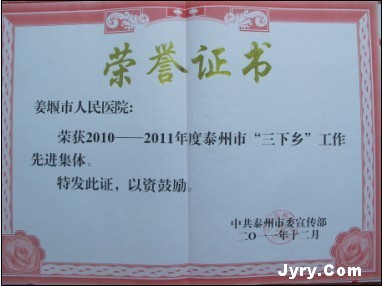 荣誉证书
姜堰市人民医院：
荣获2010——2011年度泰州市“三下乡”工作
先进集体。
特发此证，以资鼓励。
中共泰州市委宣传部
二〇一一年十二月
Jyry.Com